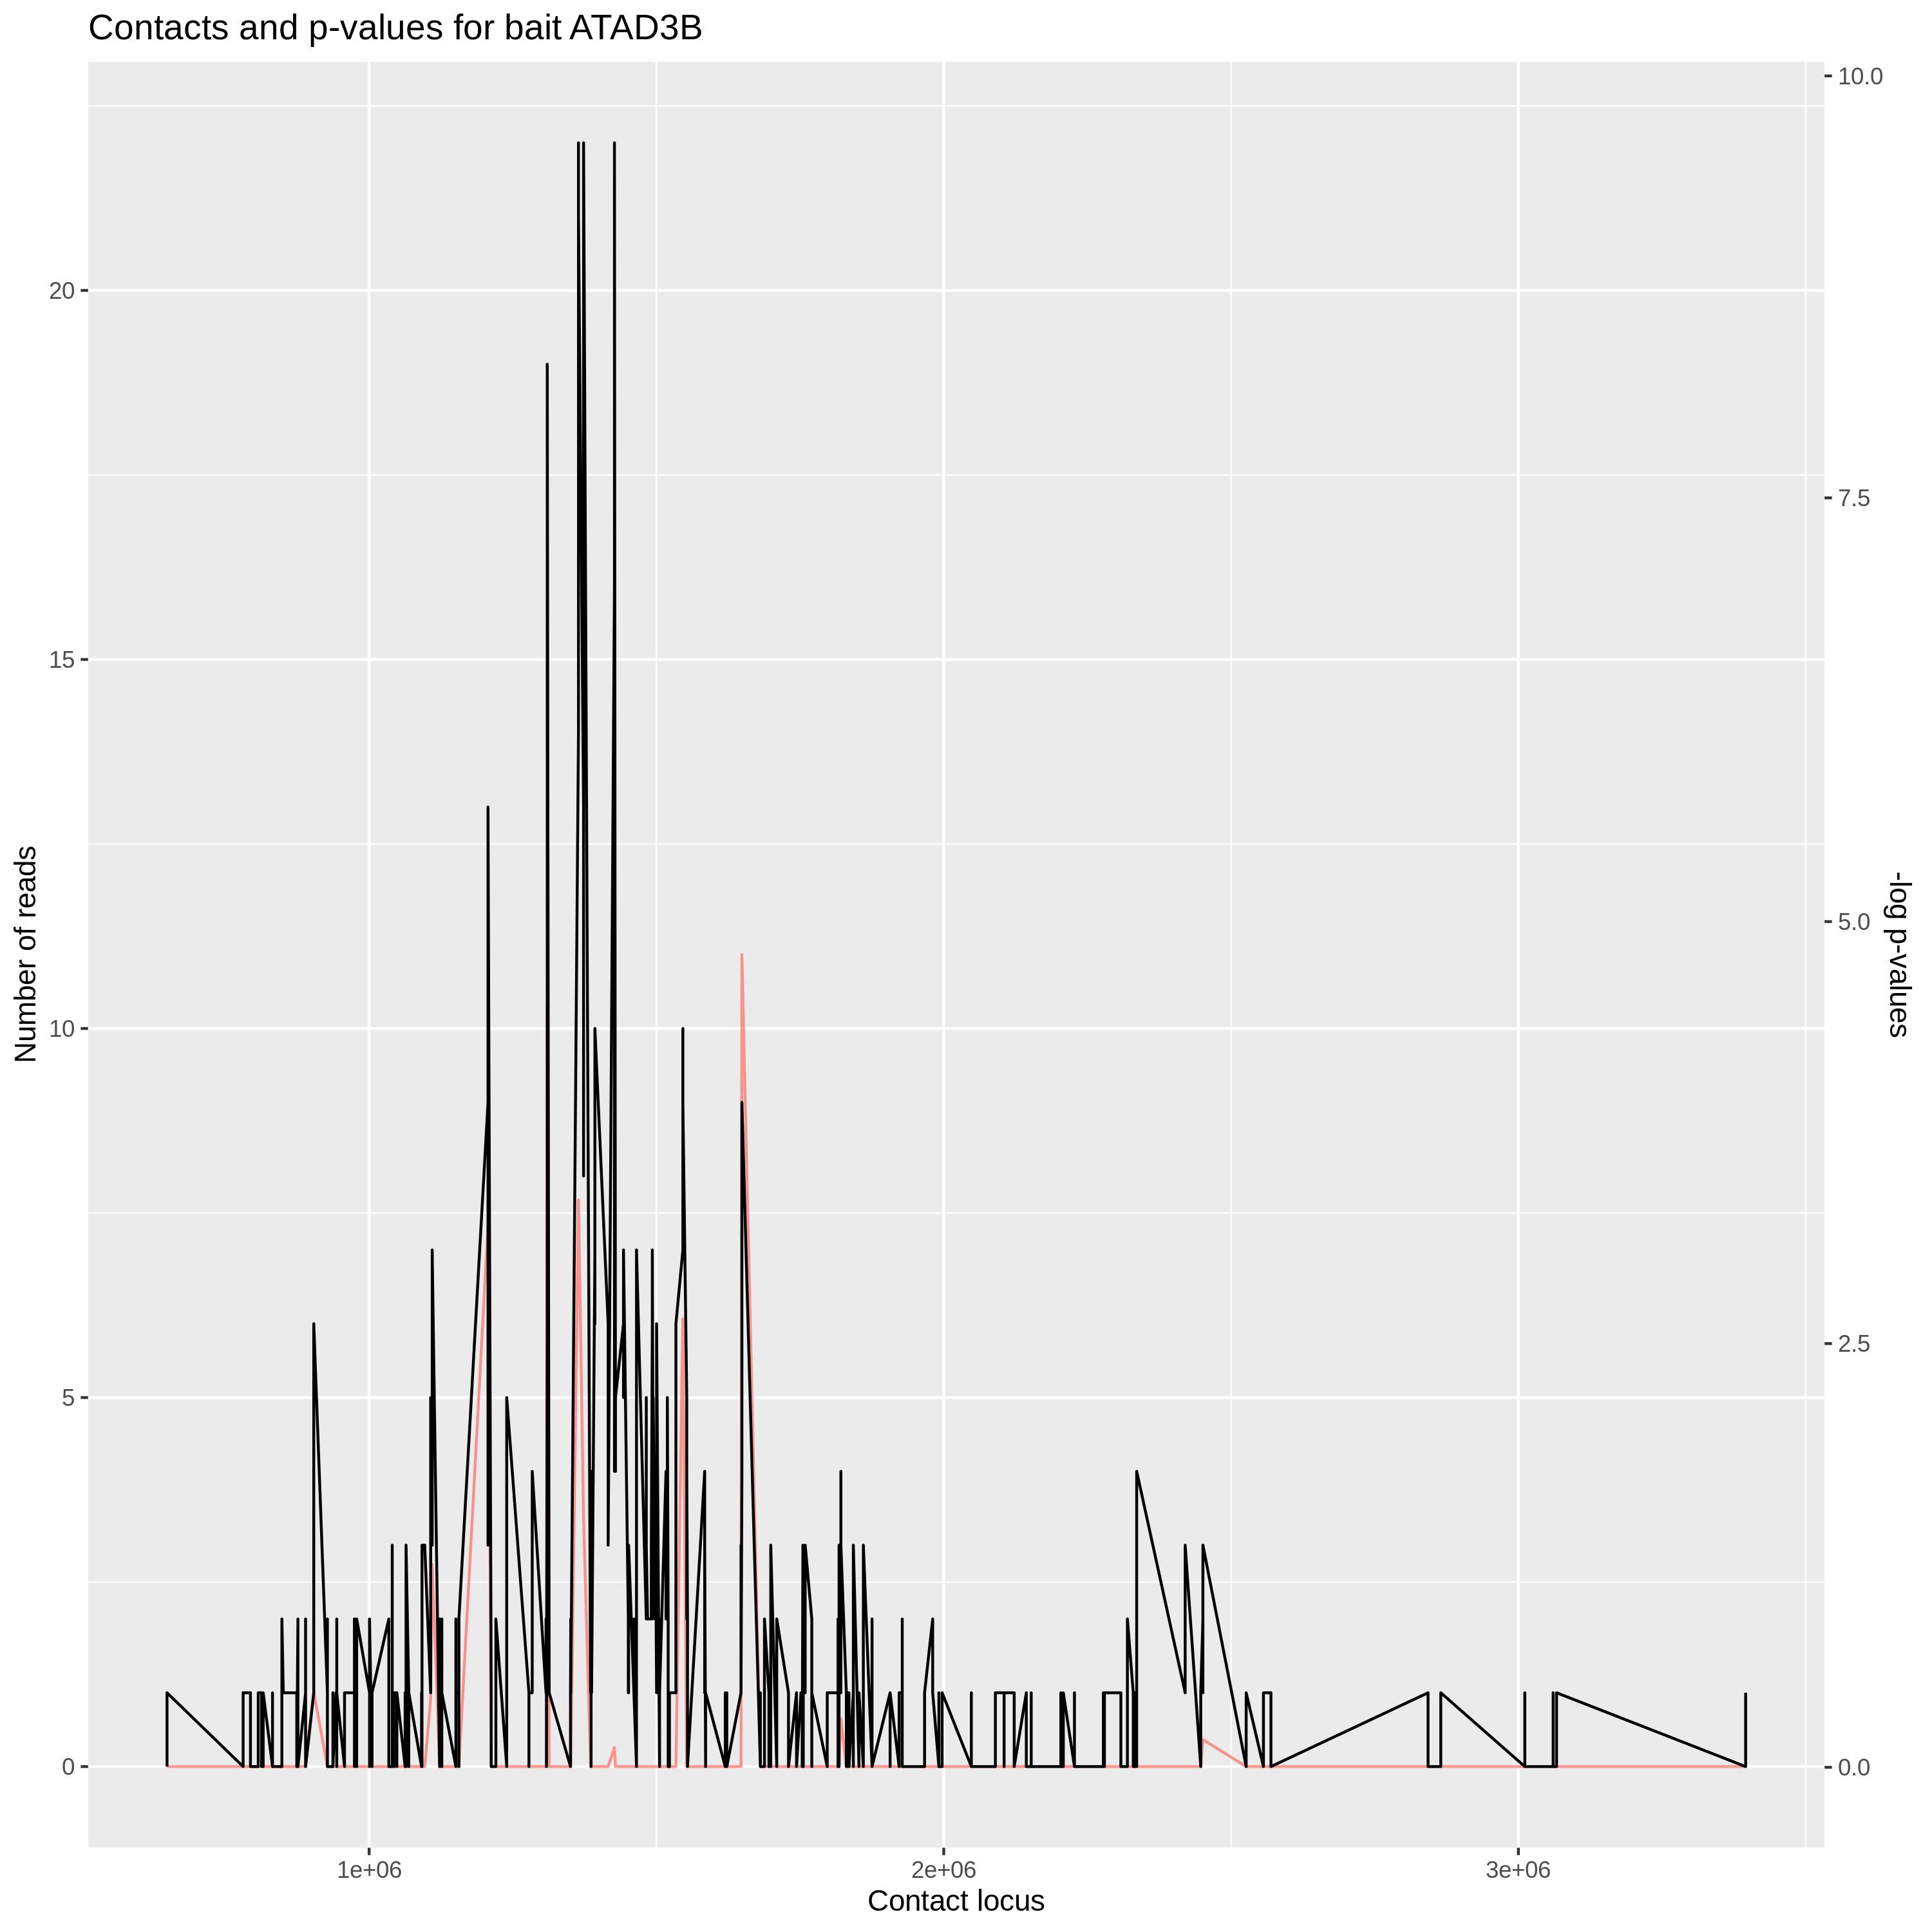 Contacts and p-values for bait ATAD3B
10.0
20
7.5
15
5.0
10
Number of reads
-log p-values
2.5
5
0
0.0
1e+06
2e+06
3e+06
Contact locus